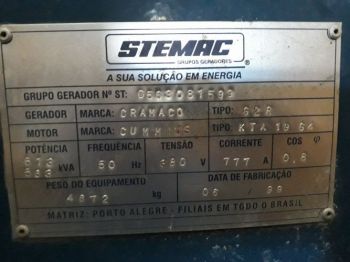 STEMAC ®
GRUPOS GERADORES
A SUA SOLUÇÃO EM ENERGIA
GRUPO GERADOR Nº ST:
GERADOR MARCA: CRAMACO TIPO: G2R
MOTOR MARCA: CUMMINS TIPO: KTA 19 G4
POTÊNCIA FREQUÊNCIA TENSÃO CORRENTE COS φ
kVA 50 Hz V 777 A 0,8
PESO DO EQUIPAMENTO DATA DE FABRICAÇÃO
4872 kg
MATRIZ: PORTO ALEGRE - FILIAIS EM TODO O BRASIL